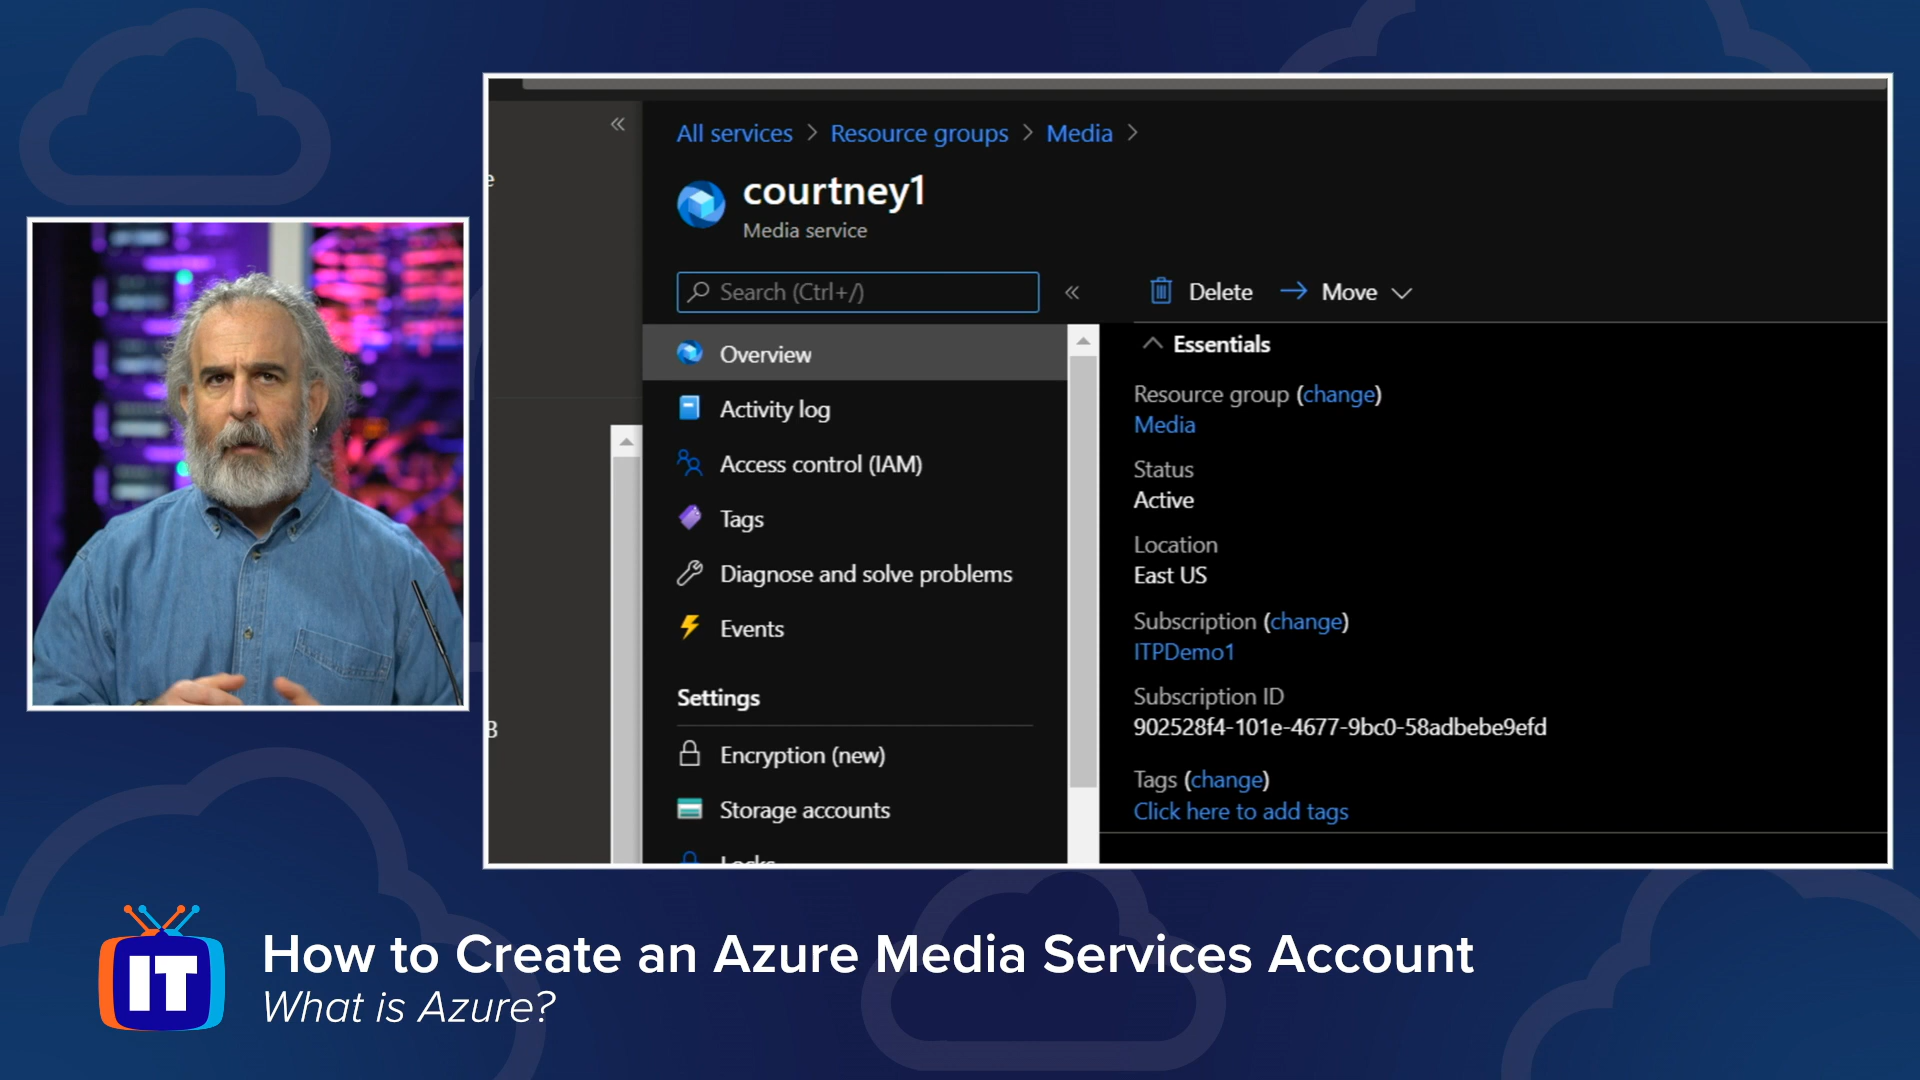 All services > Resource groups > Media >
courtney1
Media service
Search (Ctrl+/)
«
Delete
Move
Overview
Activity log
Access control (IAM)
Tags
Diagnose and solve problems
Events
Settings
Encryption (new)
Storage accounts
Locks
Essentials
Resource group (change)
Media
Status
Active
Location
East US
Subscription (change)
ITPDemo1
Subscription ID
902528f4-101e-4677-9bc0-58adbebe9efd
Tags (change)
Click here to add tags
«
e
B
IT
How to Create an Azure Media Services Account
What is Azure?